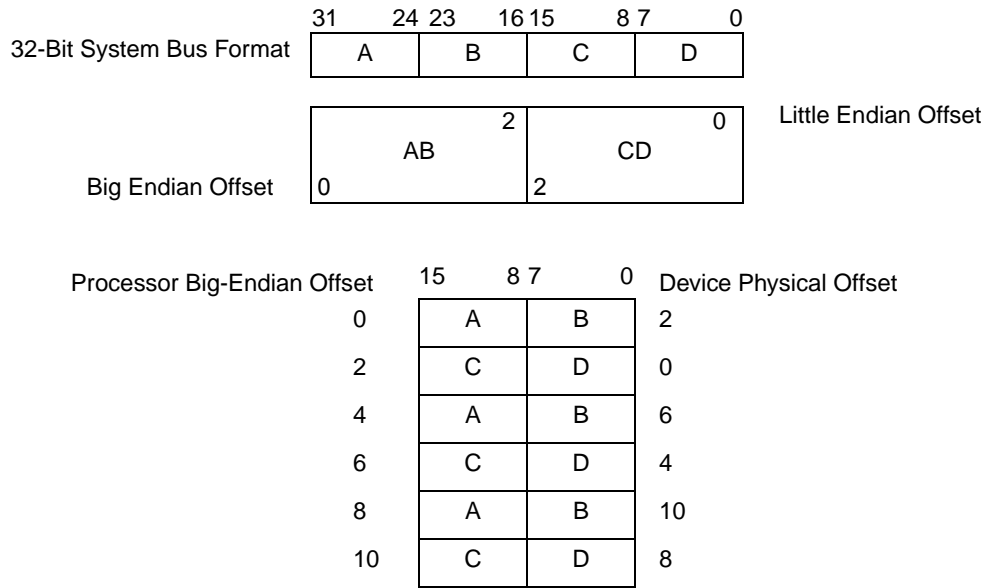 31 24 23 16 15 8 7 0
32-Bit System Bus Format A B C D
2 0 Little Endian Offset
AB CD
Big Endian Offset 0 2
Processor Big-Endian Offset 15 8 7 0 Device Physical Offset
0 A B 2
2 C D 0
4 A B 6
6 C D 4
8 A B 10
10 C D 8